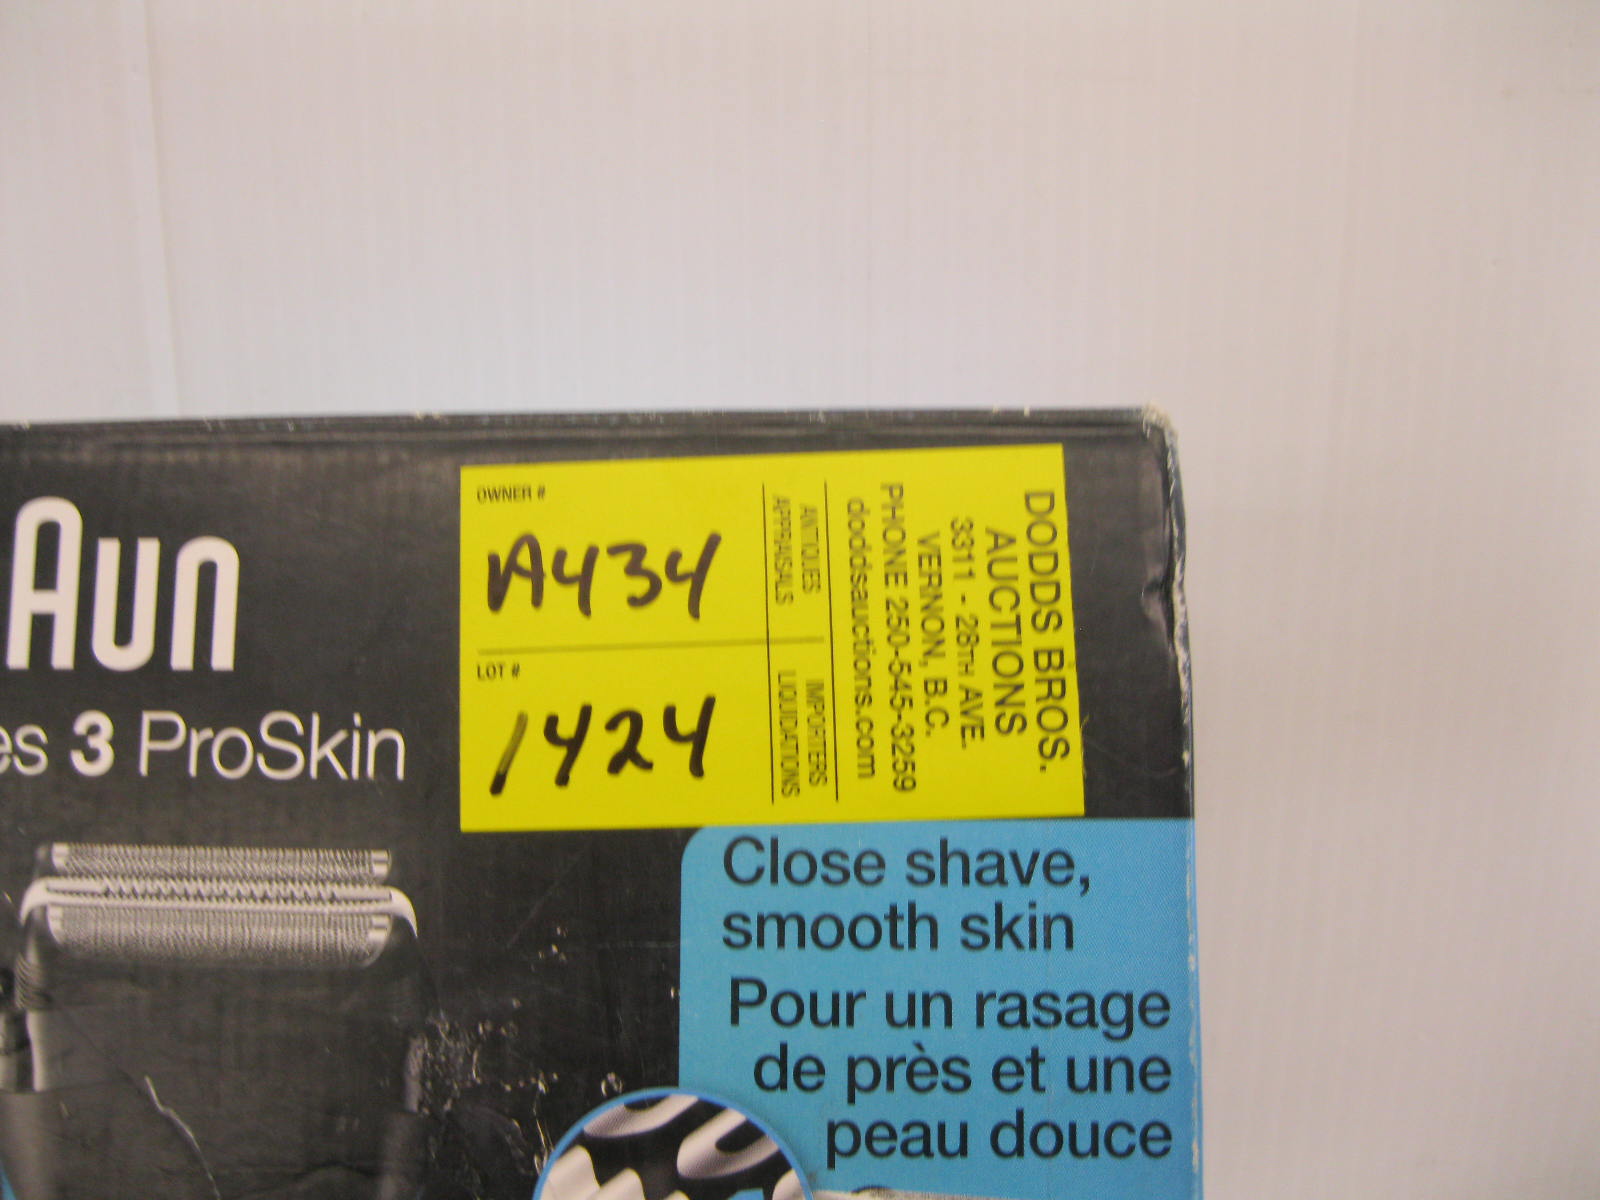 Aun
es 3 ProSkin
OWNER #
A434
LOT #
1424
ANTIQUES
APPRAISALS
IMPORTERS
LIQUIDATIONS
DODDS BROS.
AUCTIONS
3311 - 28TH AVE.
VERNON, B.C.
PHONE 250-545-3259
doddsauctions.com
Close shave,
smooth skin
Pour un rasage
de près et une
peau douce